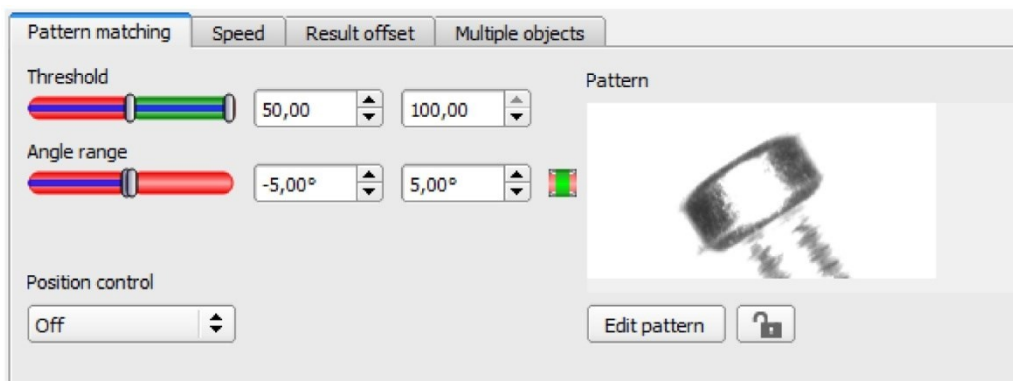 Pattern matching Speed Result offset Multiple objects
Threshold
50,00 100,00
Angle range
-5,00° 5,00°
Position control
Off
Pattern
Edit pattern